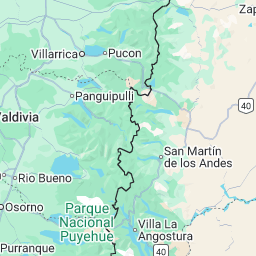 Zap
Villarrica
Pucon
Panguipulli
40
Valdivia
San Martín
de los Andes
Rio Bueno
Osorno
Parque
Nacional
Puyehue
Villa La
Angostura
Purranque
40